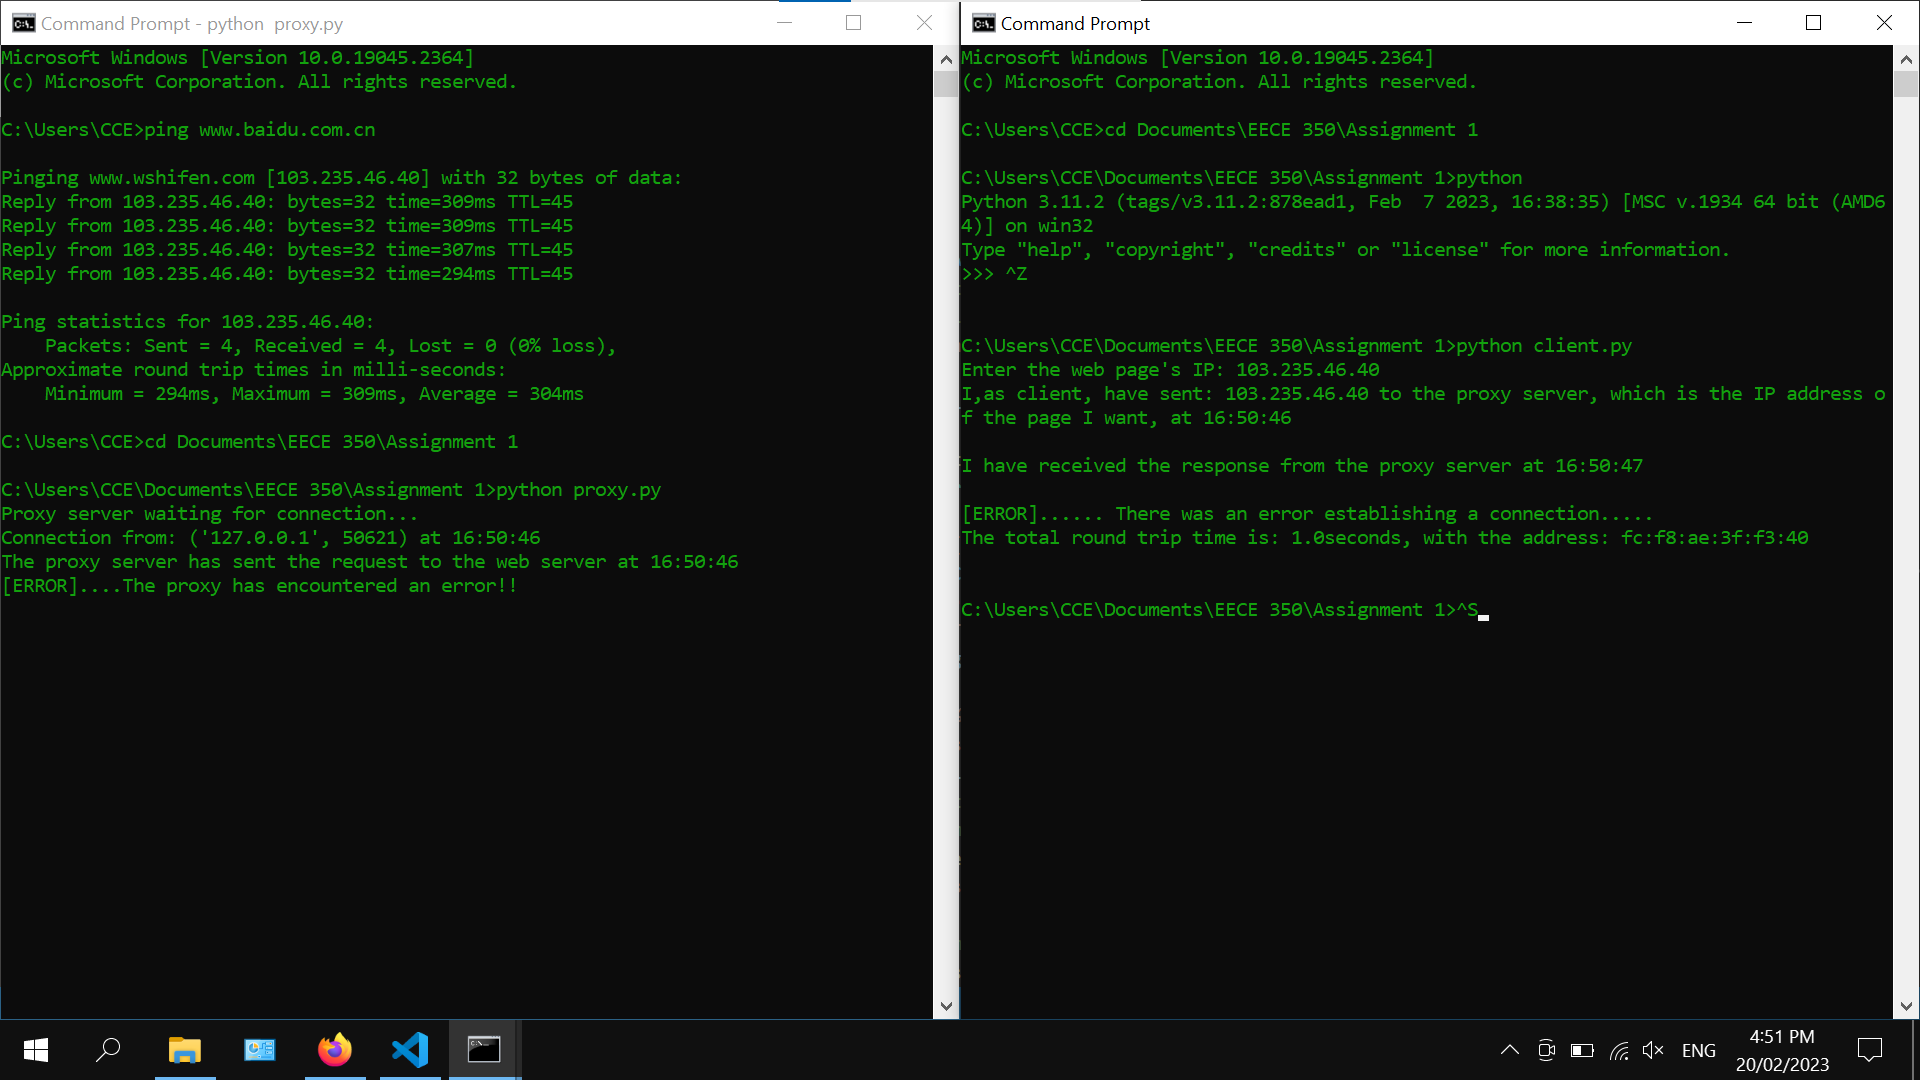 Command Prompt - python  proxy.py
Microsoft Windows [Version 10.0.19045.2364]
(c) Microsoft Corporation. All rights reserved.
C:\Users\CCE>ping www.baidu.com.cn
Pinging www.wshifen.com [103.235.46.40] with 32 bytes of data:
Reply from 103.235.46.40: bytes=32 time=309ms TTL=45
Reply from 103.235.46.40: bytes=32 time=309ms TTL=45
Reply from 103.235.46.40: bytes=32 time=307ms TTL=45
Reply from 103.235.46.40: bytes=32 time=294ms TTL=45
Ping statistics for 103.235.46.40:
    Packets: Sent = 4, Received = 4, Lost = 0 (0% loss),
Approximate round trip times in milli-seconds:
    Minimum = 294ms, Maximum = 309ms, Average = 304ms
C:\Users\CCE>cd Documents\EECE 350\Assignment 1
C:\Users\CCE\Documents\EECE 350\Assignment 1>python proxy.py
Proxy server waiting for connection...
Connection from: ('127.0.0.1', 50621) at 16:50:46
The proxy server has sent the request to the web server at 16:50:46
[ERROR]....The proxy has encountered an error!!
Command Prompt
Microsoft Windows [Version 10.0.19045.2364]
(c) Microsoft Corporation. All rights reserved.
C:\Users\CCE>cd Documents\EECE 350\Assignment 1
C:\Users\CCE\Documents\EECE 350\Assignment 1>python
Python 3.11.2 (tags/v3.11.2:878ead1, Feb  7 2023, 16:38:35) [MSC v.1934 64 bit (AMD6
4)] on win32
Type "help", "copyright", "credits" or "license" for more information.
>>> ^Z
C:\Users\CCE\Documents\EECE 350\Assignment 1>python client.py
Enter the web page's IP: 103.235.46.40
I,as client, have sent: 103.235.46.40 to the proxy server, which is the IP address o
f the page I want, at 16:50:46
I have received the response from the proxy server at 16:50:47
[ERROR]...... There was an error establishing a connection.....
The total round trip time is: 1.0seconds, with the address: fc:f8:ae:3f:f3:40
C:\Users\CCE\Documents\EECE 350\Assignment 1>^S
ENG
4:51 PM
20/02/2023